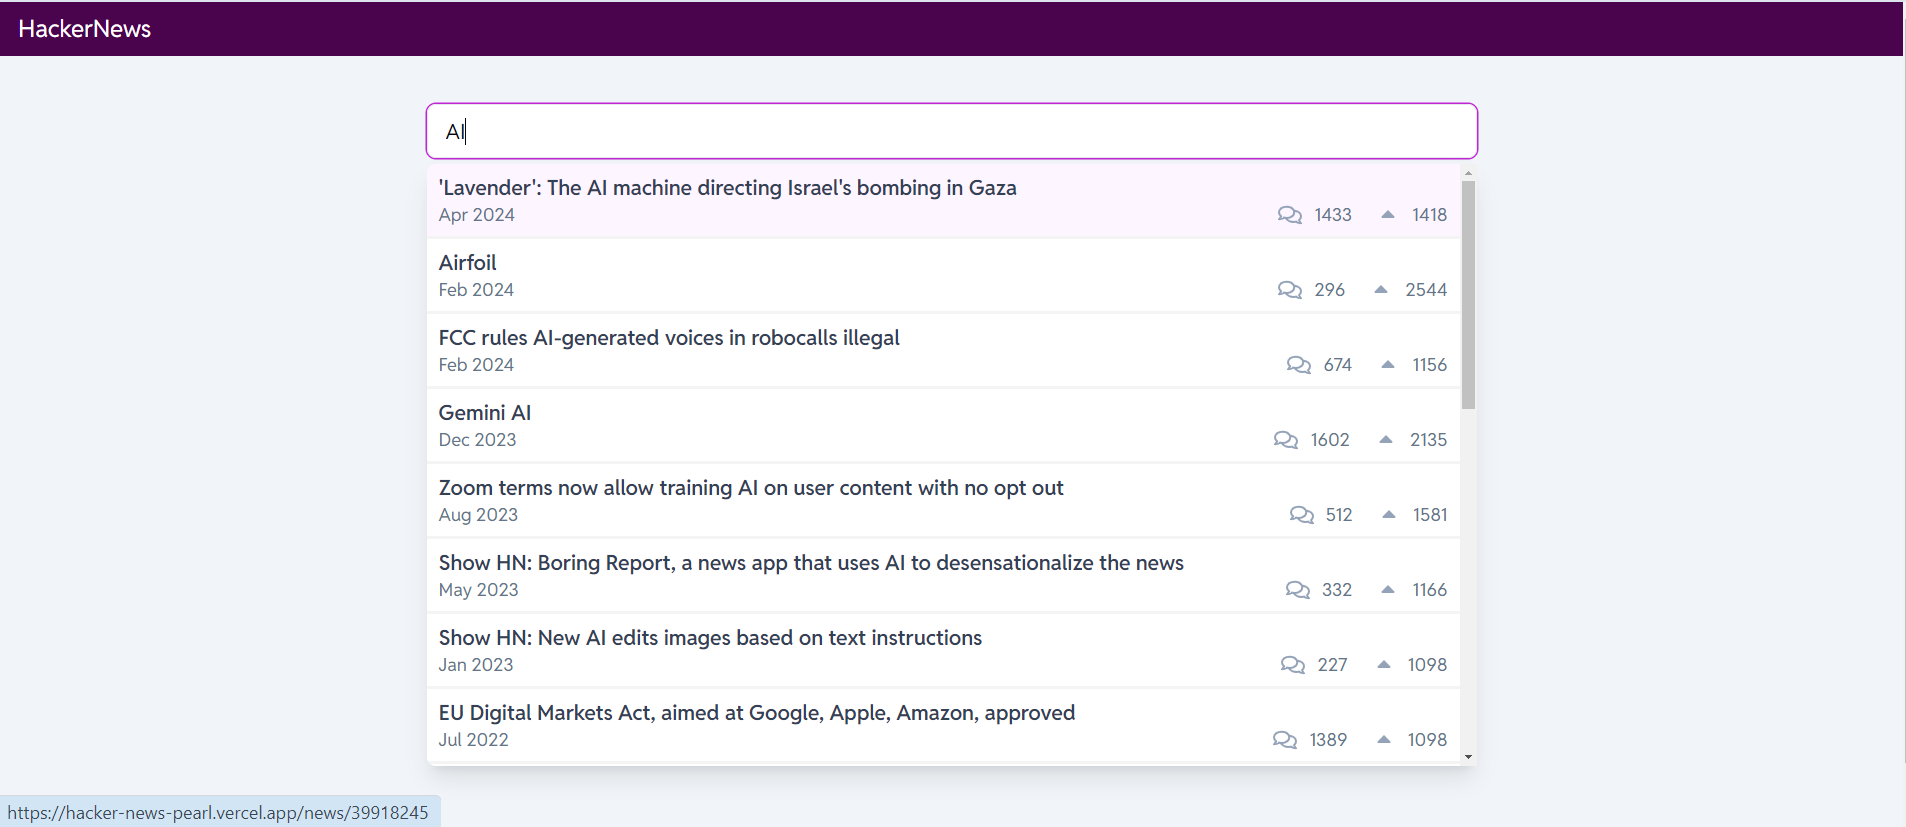 HackerNews
AI
'Lavender': The AI machine directing Israel's bombing in Gaza
Apr 2024 1433 1418
Airfoil
Feb 2024 296 2544
FCC rules AI-generated voices in robocalls illegal
Feb 2024 674 1156
Gemini AI
Dec 2023 1602 2135
Zoom terms now allow training AI on user content with no opt out
Aug 2023 512 1581
Show HN: Boring Report, a news app that uses AI to desensationalize the news
May 2023 332 1166
Show HN: New AI edits images based on text instructions
Jan 2023 227 1098
EU Digital Markets Act, aimed at Google, Apple, Amazon, approved
Jul 2022 1389 1098
https://hacker-news-pearl.vercel.app/news/39918245